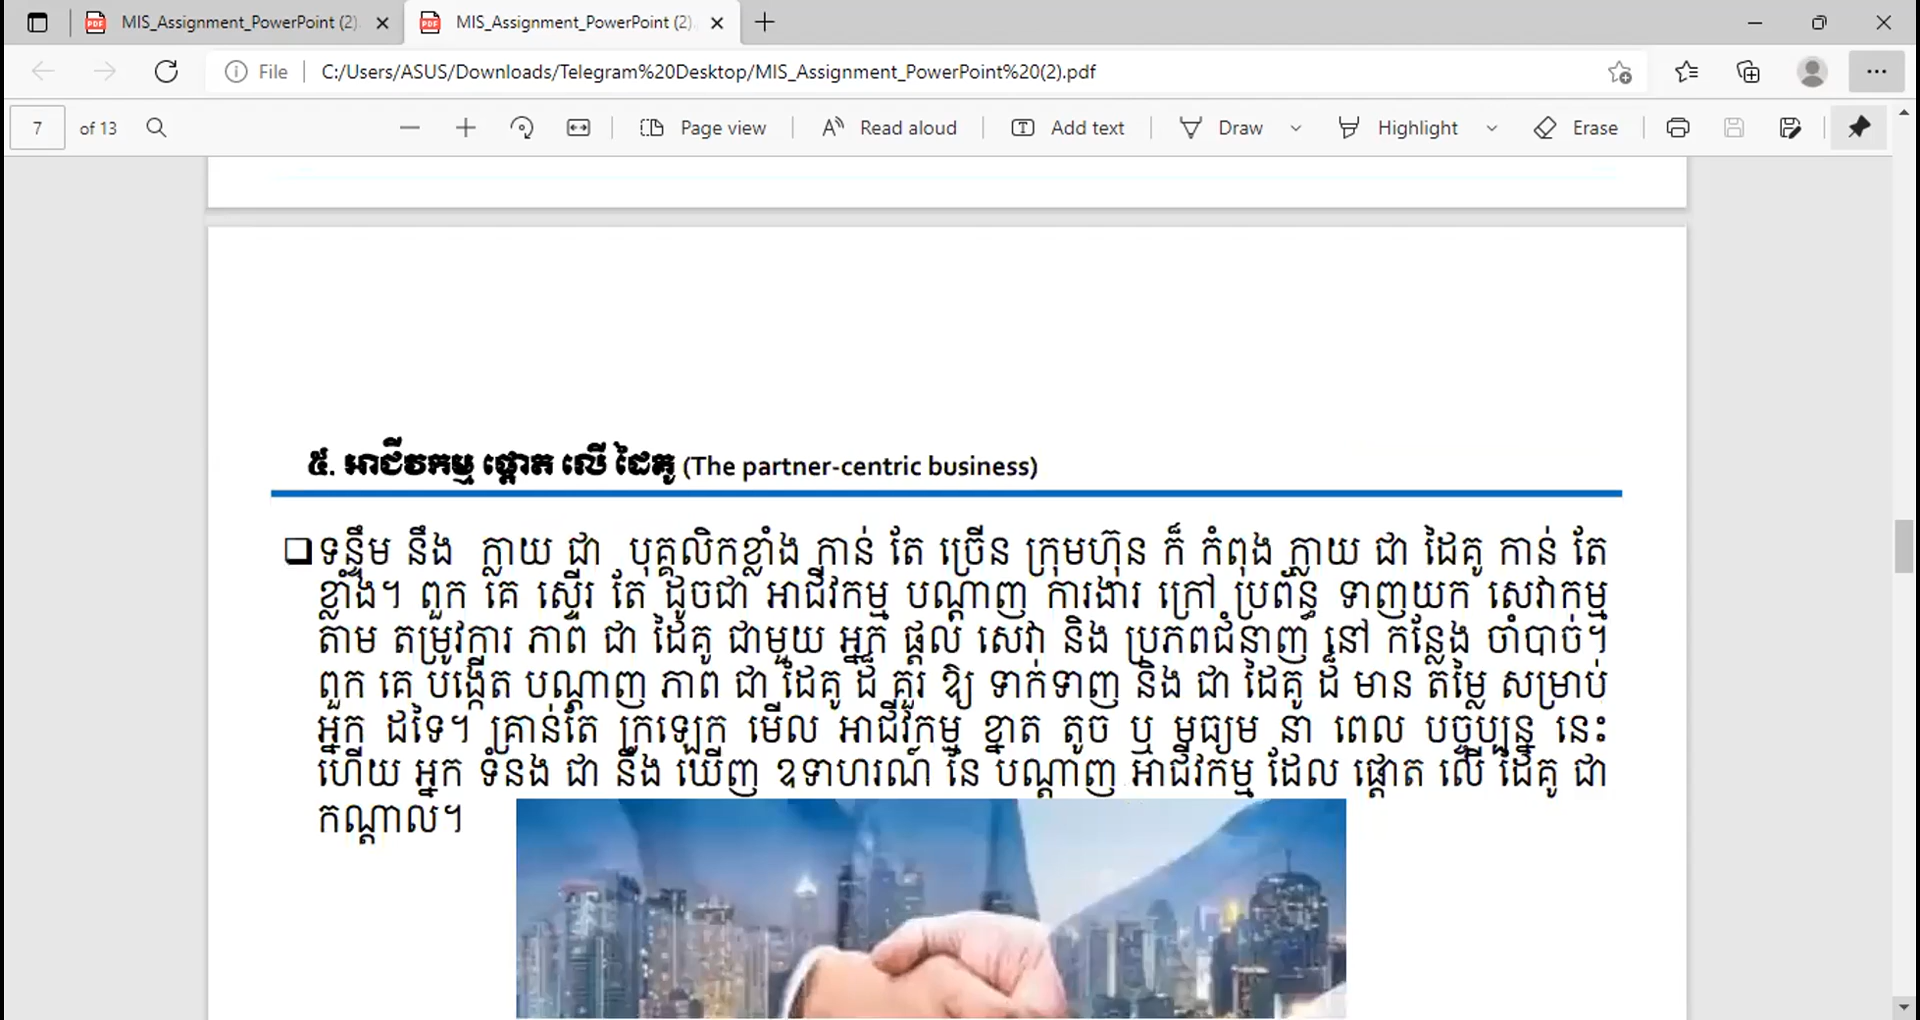 MIS_Assignment_PowerPoint (2)
MIS_Assignment_PowerPoint (2)
File
C:/Users/ASUS/Downloads/Telegram%20Desktop/MIS_Assignment_PowerPoint%20(2).pdf
7 of 13
Page view
Read aloud
Add text
Draw
Highlight
Erase
៥. អាជីវកម្ម ផ្តោត លើ ដៃគូ (The partner-centric business)
ទន្ទឹម នឹង ក្លាយ ជា បុគ្គលិកខ្លាំង កាន់ តែ ច្រើន ក្រុមហ៊ុន ក៏ កំពុង ក្លាយ ជា ដៃគូ កាន់ តែ
ខ្លាំង។ ពួក គេ ស្ទើរ តែ ដូចជា អាជីវកម្ម បណ្តាញ ការងារ ក្រៅ ប្រព័ន្ធ ទាញយក សេវាកម្ម
តាម តម្រូវការ ភាព ជា ដៃគូ ជាមួយ អ្នក ផ្តល់ សេវា និង ប្រភពជំនាញ នៅ កន្លែង ចាំបាច់។
ពួក គេ បង្កើត បណ្តាញ ភាព ជា ដៃគូ ដ៏ គួរ ឱ្យ ទាក់ទាញ និង ជា ដៃគូ ដ៏ មាន តម្លៃ សម្រាប់
អ្នក ដទៃ។ គ្រាន់តែ ក្រឡេក មើល អាជីវកម្ម ខ្នាត តូច ឬ មធ្យម នា ពេល បច្ចុប្បន្ន នេះ
ហើយ អ្នក ទំនង ជា នឹង ឃើញ ឧទាហរណ៍ នៃ បណ្តាញ អាជីវកម្ម ដែល ផ្តោត លើ ដៃគូ ជា
កណ្តាល។